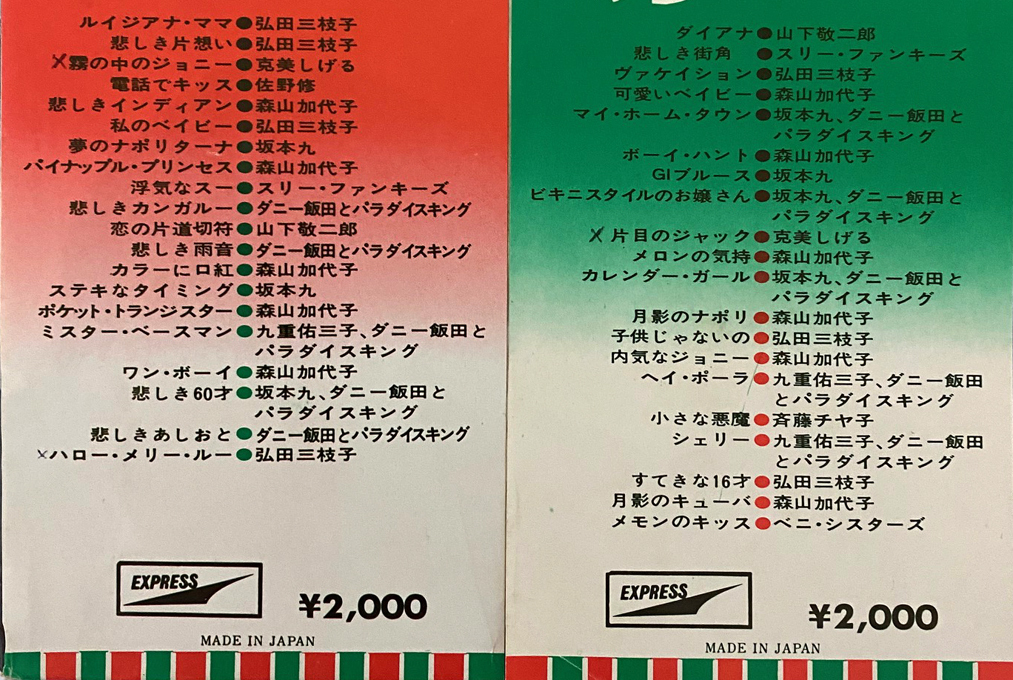 ルイジアナ・ママ●弘田三枝子
悲しき片想い●弘田三枝子
×霧の中のジョニー●克美しげる
電話でキッス●佐野修
悲しきインディアン●森山加代子
私のベイビー●弘田三枝子
夢のナポリターナ●坂本九
パイナップル・プリンセス●森山加代子
浮気なスー●スリー・ファンキーズ
悲しきカンガルー●ダニー飯田とパラダイスキング
恋の片道切符●山下敬二郎
悲しき雨音●ダニー飯田とパラダイスキング
カラーに口紅●森山加代子
ステキなタイミング●坂本九
ポケット・トランジスター●森山加代子
ミスター・ベースマン●九重佑三子、ダニー飯田と
パラダイスキング
ワン・ボーイ●森山加代子
悲しき60才●坂本九、ダニー飯田と
パラダイスキング
悲しきあしおと●ダニー飯田とパラダイスキング
×ハロー・メリー・ルー●弘田三枝子
EXPRESS
¥2,000
MADE IN JAPAN
ダイアナ●山下敬二郎
悲しき街角●スリー・ファンキーズ
ヴァケイション●弘田三枝子
可愛いベイビー●森山加代子
マイ・ホーム・タウン●坂本九、ダニー飯田と
パラダイスキング
ボーイ・ハント●森山加代子
GIブルース●坂本九
ビキニスタイルのお嬢さん●坂本九、ダニー飯田と
パラダイスキング
×片目のジャック●克美しげる
メロンの気持●森山加代子
カレンダー・ガール●坂本九、ダニー飯田と
パラダイスキング
月影のナポリ●森山加代子
子供じゃないの●弘田三枝子
内気なジョニー●森山加代子
ヘイ・ポーラ●九重佑三子、ダニー飯田
とパラダイスキング
小さな悪魔●斉藤チヤ子
シェリー●九重佑三子、ダニー飯田
とパラダイスキング
すてきな16才●弘田三枝子
月影のキューバ●森山加代子
メモンのキッス●ベニ・シスターズ
EXPRESS
¥2,000
MADE IN JAPAN